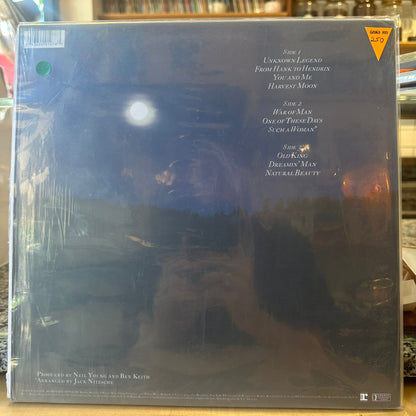 250
Side 1
Unknown Legend
From Hank to Hendrix
You and Me
Harvest Moon
Side 2
War of Man
One of These Days
Such a Woman*
Side
Old King
Dreamin' Man
Natural Beauty
Produced by Neil Young and Ben Keith
*Arranged by Jack Nitzsche